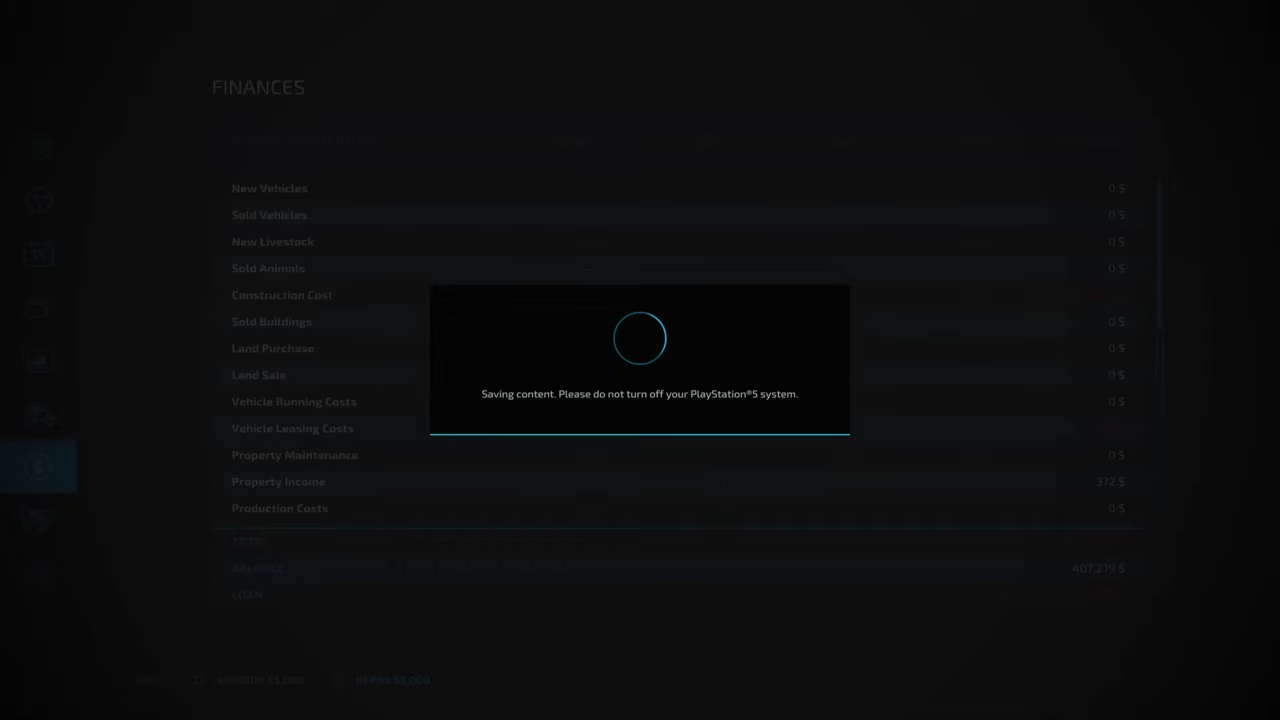 FINANCES
New Vehicles 0 $
Sold Vehicles 0 $
New Livestock 0 $
Sold Animals 0 $
Construction Cost
Sold Buildings 0 $
Land Purchase 0 $
Land Sale 0 $
Saving content. Please do not turn off your PlayStation®5 system.
Vehicle Running Costs 0 $
Vehicle Leasing Costs
Property Maintenance 0 $
Property Income 372 $
Production Costs 0 $
TOTAL
BALANCE 407,279 $
LOAN